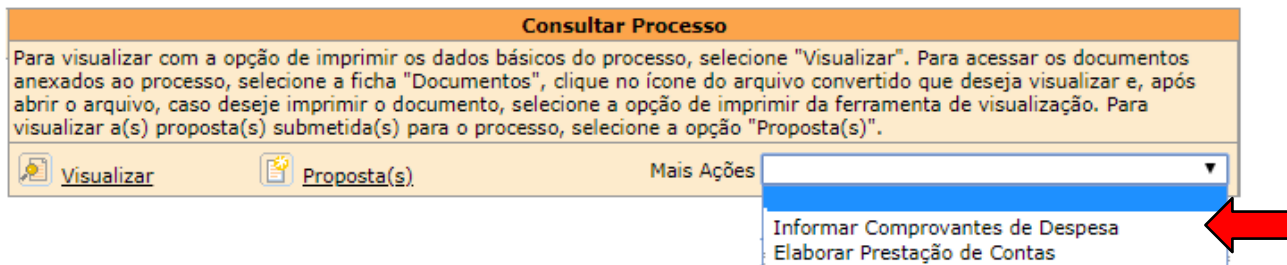 Consultar Processo
Para visualizar com a opção de imprimir os dados básicos do processo, selecione "Visualizar". Para acessar os documentos
anexados ao processo, selecione a ficha "Documentos", clique no ícone do arquivo convertido que deseja visualizar e, após
abrir o arquivo, caso deseje imprimir o documento, selecione a opção de imprimir da ferramenta de visualização. Para
visualizar a(s) proposta(s) submetida(s) para o processo, selecione a opção "Proposta(s)".
Visualizar Proposta(s) Mais Ações
Informar Comprovantes de Despesa
Elaborar Prestação de Contas